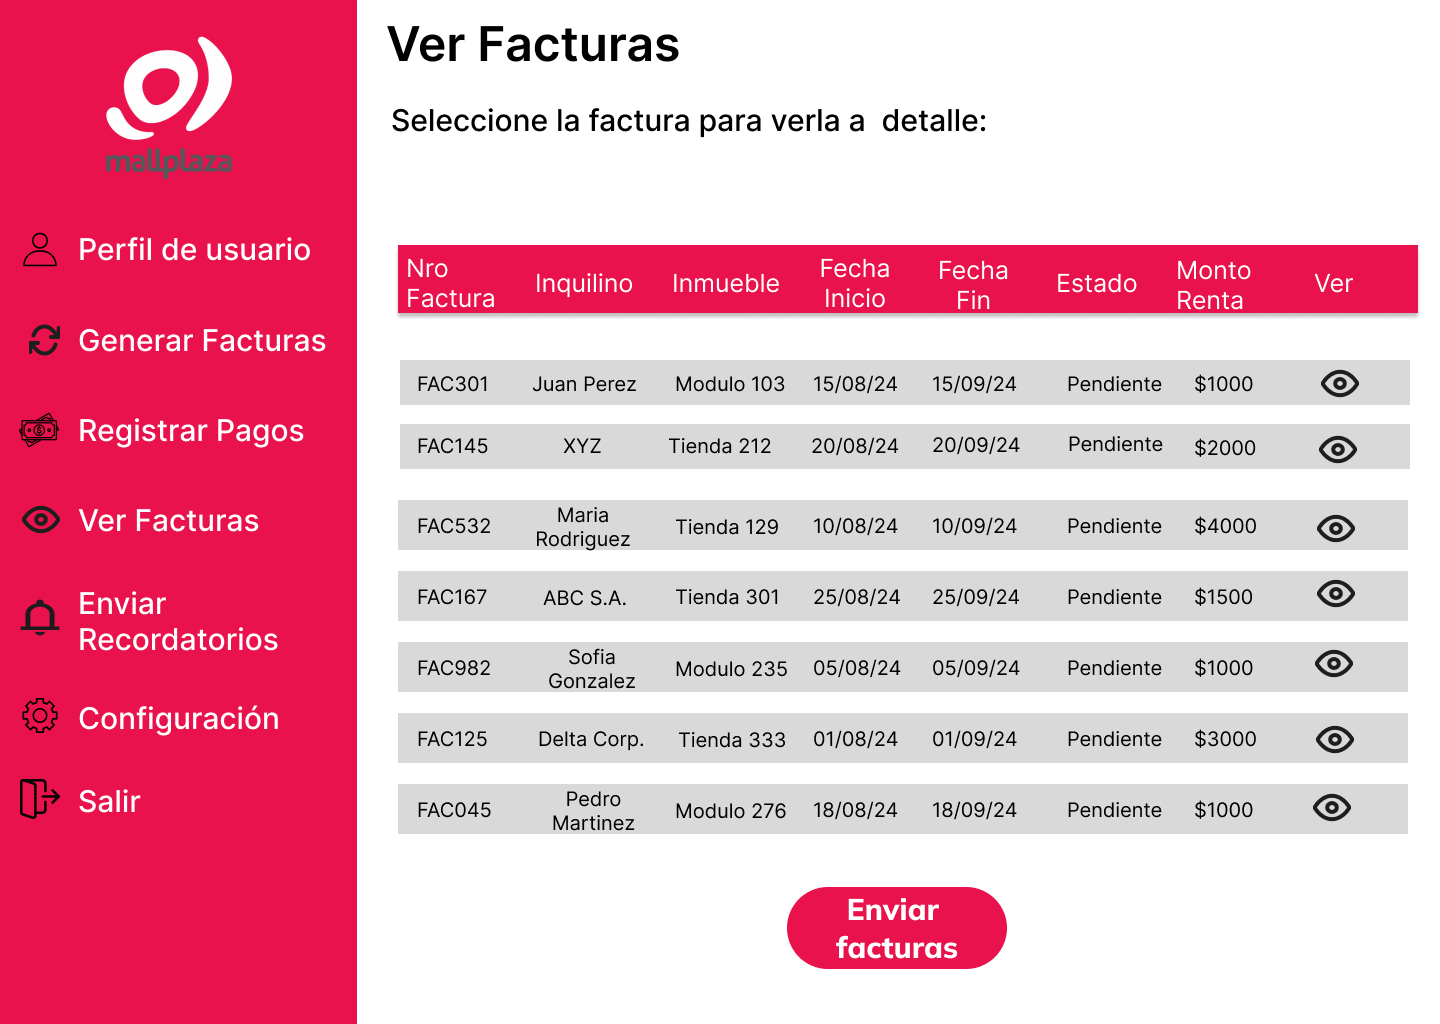 mallplaza
Perfil de usuario
Generar Facturas
Registrar Pagos
Ver Facturas
Enviar
Recordatorios
Configuración
Salir
Ver Facturas
Seleccione la factura para verla a  detalle:
Nro Factura Inquilino Inmueble Fecha Inicio Fecha Fin Estado Monto Renta Ver
FAC301 Juan Perez Modulo 103 15/08/24 15/09/24 Pendiente $1000
FAC145 XYZ Tienda 212 20/08/24 20/09/24 Pendiente $2000
FAC532 Maria Rodriguez Tienda 129 10/08/24 10/09/24 Pendiente $4000
FAC167 ABC S.A. Tienda 301 25/08/24 25/09/24 Pendiente $1500
FAC982 Sofia Gonzalez Modulo 235 05/08/24 05/09/24 Pendiente $1000
FAC125 Delta Corp. Tienda 333 01/08/24 01/09/24 Pendiente $3000
FAC045 Pedro Martinez Modulo 276 18/08/24 18/09/24 Pendiente $1000
Enviar
facturas